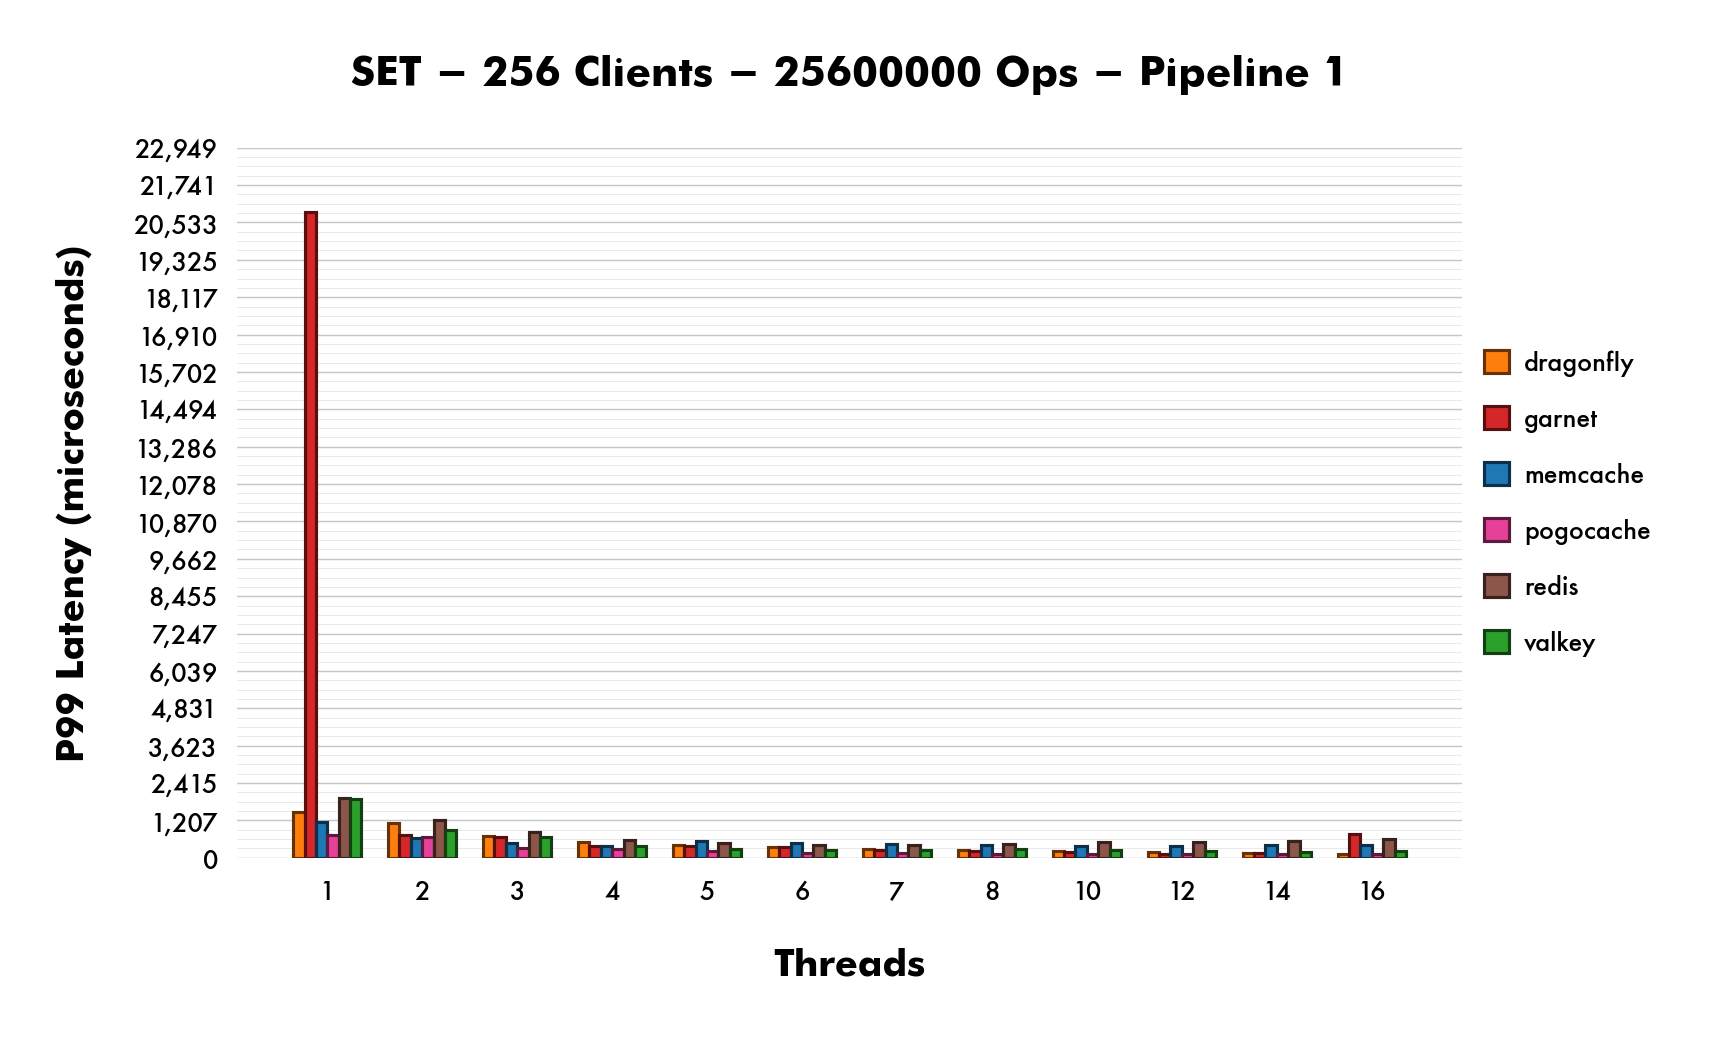 SET – 256 Clients – 25600000 Ops – Pipeline 1
P99 Latency (microseconds)
22,949
21,741
20,533
19,325
18,117
16,910
15,702
14,494
13,286
12,078
10,870
9,662
8,455
7,247
6,039
4,831
3,623
2,415
1,207
0
1 2 3 4 5 6 7 8 10 12 14 16
Threads
dragonfly
garnet
memcache
pogocache
redis
valkey